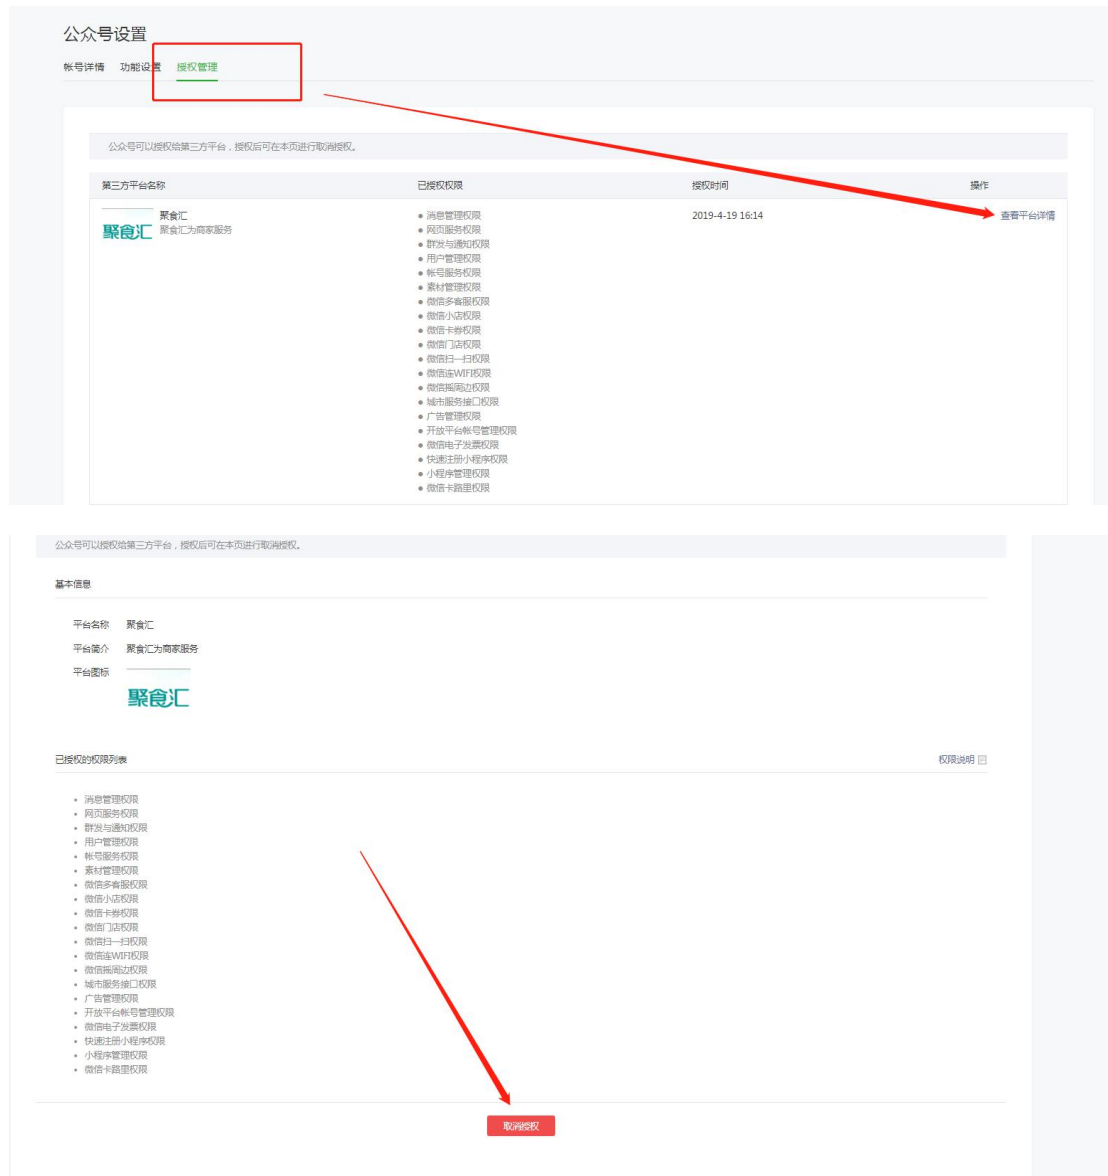 公众号设置
帐号详情 功能设置 授权管理
公众号可以授权给第三方平台，授权后可在本页进行取消授权。
第三方平台名称 已授权权限 授权时间 操作
聚食汇 聚食汇 2019-4-19 16:14 查看平台详情
聚食汇为商家服务
消息管理权限
网页服务权限
群发与通知权限
用户管理权限
帐号服务权限
素材管理权限
微信多客服权限
微信小店权限
微信卡券权限
微信门店权限
微信扫一扫权限
微信连WIFI权限
微信摇周边权限
城市服务接口权限
广告管理权限
开放平台帐号管理权限
微信电子发票权限
快速注册小程序权限
小程序管理权限
微信卡路里权限
公众号可以授权给第三方平台，授权后可在本页进行取消授权。
基本信息
平台名称 聚食汇
平台简介 聚食汇为商家服务
平台图标
聚食汇
已授权的权限列表 权限说明
消息管理权限
网页服务权限
群发与通知权限
用户管理权限
帐号服务权限
素材管理权限
微信多客服权限
微信小店权限
微信卡券权限
微信门店权限
微信扫一扫权限
微信连WIFI权限
微信摇周边权限
城市服务接口权限
广告管理权限
开放平台帐号管理权限
微信电子发票权限
快速注册小程序权限
小程序管理权限
微信卡路里权限
取消授权